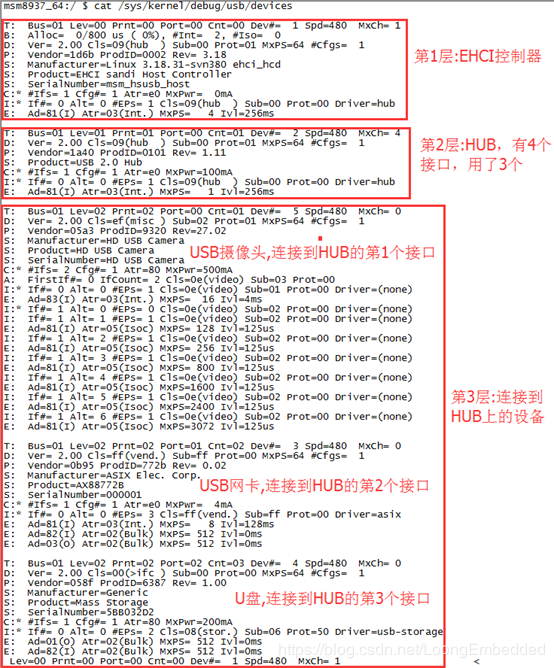 msm8937_64:/ $ cat /sys/kernel/debug/usb/devices
T: Bus=01 Lev=00 Prnt=00 Port=00 Cnt=00 Dev#= 1 Spd=480 MxCh= 1
B: Alloc= 0/800 us ( 0%), #Int= 2, #Iso= 0
D: Ver= 2.00 Cls=09(hub ) Sub=00 Prot=01 MxPS=64 #Cfgs= 1
P: Vendor=1d6b ProdID=0002 Rev= 3.18
S: Manufacturer=Linux 3.18.31-svn380 ehci_hcd
S: Product=EHCI sandi Host Controller
S: SerialNumber=msm_hsusb_host
C:* #Ifs= 1 Cfg#= 1 Atr=e0 MxPwr= 0mA
I:* If#= 0 Alt= 0 #EPs= 1 Cls=09(hub ) Sub=00 Prot=00 Driver=hub
E: Ad=81(I) Atr=03(Int.) MxPS= 4 Ivl=256ms
第1层:EHCI控制器
T: Bus=01 Lev=01 Prnt=01 Port=00 Cnt=01 Dev#= 2 Spd=480 MxCh= 4
D: Ver= 2.00 Cls=09(hub ) Sub=00 Prot=01 MxPS=64 #Cfgs= 1
P: Vendor=1a40 ProdID=0101 Rev= 1.11
S: Product=USB 2.0 Hub
C:* #Ifs= 1 Cfg#= 1 Atr=e0 MxPwr=100mA
I:* If#= 0 Alt= 0 #EPs= 1 Cls=09(hub ) Sub=00 Prot=00 Driver=hub
E: Ad=81(I) Atr=03(Int.) MxPS= 1 Ivl=256ms
第2层:HUB，有4个
接口，用了3个
T: Bus=01 Lev=02 Prnt=02 Port=00 Cnt=01 Dev#= 5 Spd=480 MxCh= 0
D: Ver= 2.00 Cls=ef(misc ) Sub=02 Prot=01 MxPS=64 #Cfgs= 1
P: Vendor=05a3 ProdID=9320 Rev=27.02
S: Manufacturer=HD USB Camera
S: Product=HD USB Camera
S: SerialNumber=HD USB Camera
USB摄像头,连接到HUB的第1个接口
C:* #Ifs= 2 Cfg#= 1 Atr=80 MxPwr=500mA
A: FirstIf#= 0 IfCount= 2 Cls=0e(video) Sub=03 Prot=00
I:* If#= 0 Alt= 0 #EPs= 1 Cls=0e(video) Sub=01 Prot=00 Driver=(none)
E: Ad=83(I) Atr=03(Int.) MxPS= 16 Ivl=4ms
I:* If#= 1 Alt= 0 #EPs= 0 Cls=0e(video) Sub=02 Prot=00 Driver=(none)
I: If#= 1 Alt= 1 #EPs= 1 Cls=0e(video) Sub=02 Prot=00 Driver=(none)
E: Ad=81(I) Atr=05(Isoc) MxPS= 128 Ivl=125us
I: If#= 1 Alt= 2 #EPs= 1 Cls=0e(video) Sub=02 Prot=00 Driver=(none)
E: Ad=81(I) Atr=05(Isoc) MxPS= 256 Ivl=125us
I: If#= 1 Alt= 3 #EPs= 1 Cls=0e(video) Sub=02 Prot=00 Driver=(none)
E: Ad=81(I) Atr=05(Isoc) MxPS= 800 Ivl=125us
I: If#= 1 Alt= 4 #EPs= 1 Cls=0e(video) Sub=02 Prot=00 Driver=(none)
E: Ad=81(I) Atr=05(Isoc) MxPS=1600 Ivl=125us
I: If#= 1 Alt= 5 #EPs= 1 Cls=0e(video) Sub=02 Prot=00 Driver=(none)
E: Ad=81(I) Atr=05(Isoc) MxPS=2400 Ivl=125us
I: If#= 1 Alt= 6 #EPs= 1 Cls=0e(video) Sub=02 Prot=00 Driver=(none)
E: Ad=81(I) Atr=05(Isoc) MxPS=3072 Ivl=125us
第3层:连接到
HUB上的设备
T: Bus=01 Lev=02 Prnt=02 Port=01 Cnt=02 Dev#= 3 Spd=480 MxCh= 0
D: Ver= 2.00 Cls=ff(vend.) Sub=ff Prot=00 MxPS=64 #Cfgs= 1
P: Vendor=0b95 ProdID=772b Rev= 0.02
S: Manufacturer=ASIX Elec. Corp.
S: Product=AX88772B
S: SerialNumber=000001
USB网卡,连接到HUB的第2个接口
C:* #Ifs= 1 Cfg#= 1 Atr=e0 MxPwr= 4mA
I:* If#= 0 Alt= 0 #EPs= 3 Cls=ff(vend.) Sub=ff Prot=00 Driver=asix
E: Ad=81(I) Atr=03(Int.) MxPS= 8 Ivl=128ms
E: Ad=82(I) Atr=02(Bulk) MxPS= 512 Ivl=0ms
E: Ad=03(O) Atr=02(Bulk) MxPS= 512 Ivl=0ms
T: Bus=01 Lev=02 Prnt=02 Port=02 Cnt=03 Dev#= 4 Spd=480 MxCh= 0
D: Ver= 2.00 Cls=00(>ifc ) Sub=00 Prot=00 MxPS=64 #Cfgs= 1
P: Vendor=058f ProdID=6387 Rev= 1.00
S: Manufacturer=Generic
S: Product=Mass Storage
S: SerialNumber=5BB032D2
U盘,连接到HUB的第3个接口
C:* #Ifs= 1 Cfg#= 1 Atr=80 MxPwr=200mA
I:* If#= 0 Alt= 0 #EPs= 2 Cls=08(stor.) Sub=06 Prot=50 Driver=usb-storage
E: Ad=01(O) Atr=02(Bulk) MxPS= 512 Ivl=0ms
E: Ad=82(I) Atr=02(Bulk) MxPS= 512 Ivl=0ms
https://blog.csdn.net/LoongEmbedded
Lev=00 Prnt=00 Port=00 Cnt=00 Dev#= 1 Spd=480 MxCh= 1 <